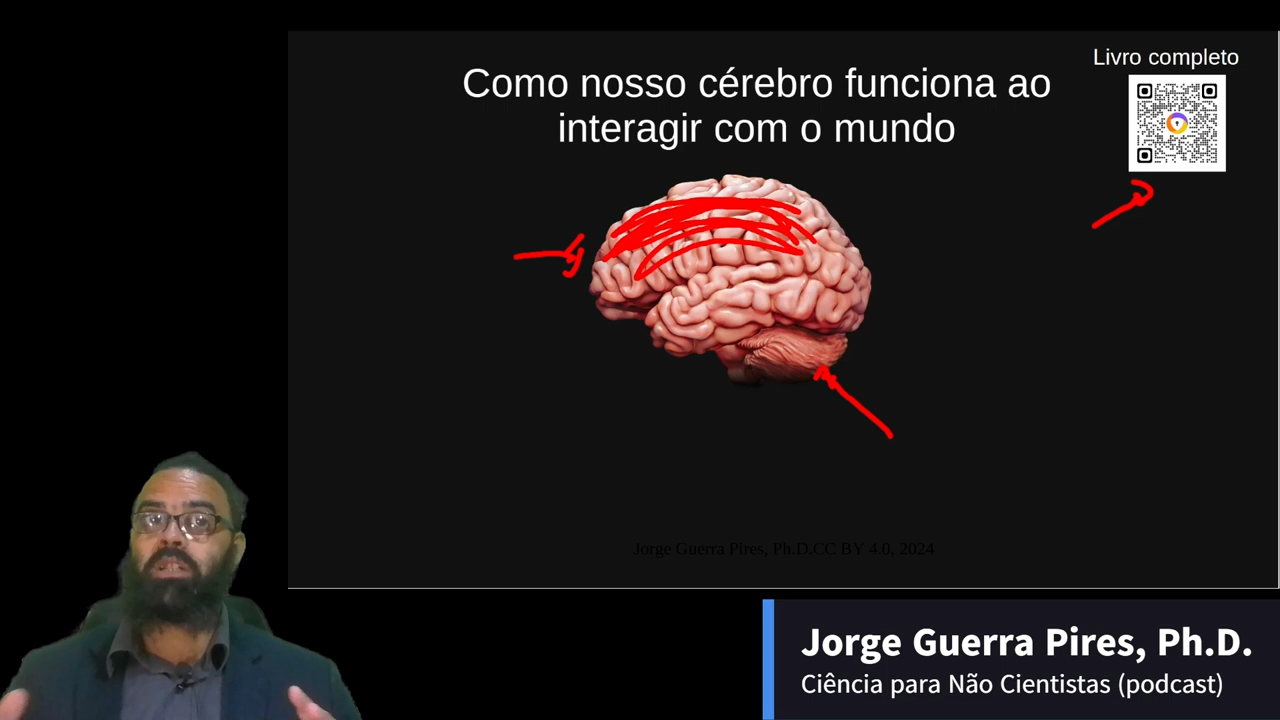 Livro completo
Como nosso cérebro funciona ao
interagir com o mundo
Jorge Guerra Pires, Ph.D.CC BY 4.0, 2024
Jorge Guerra Pires, Ph.D.
Ciência para Não Cientistas (podcast)